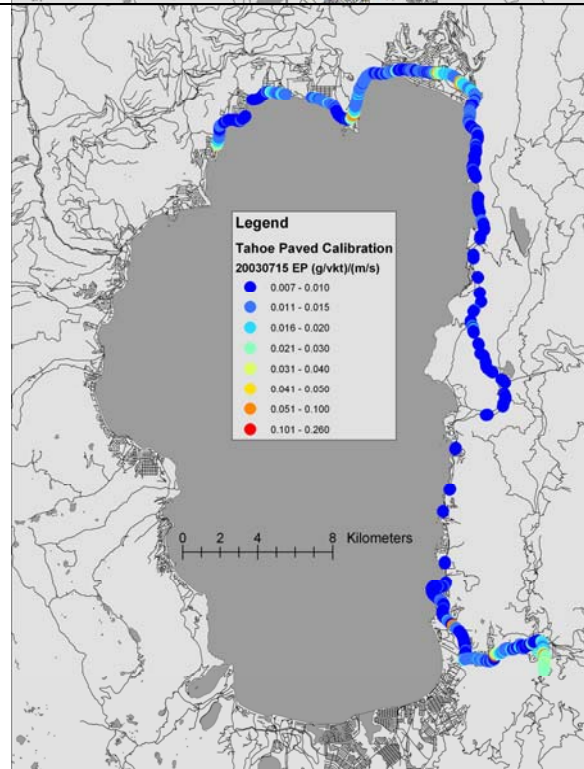 Legend
Tahoe Paved Calibration
20030715 EP (g/vkt)/(m/s)
0.007 - 0.010
0.011 - 0.015
0.016 - 0.020
0.021 - 0.030
0.031 - 0.040
0.041 - 0.050
0.051 - 0.100
0.101 - 0.260
0 2 4 8 Kilometers